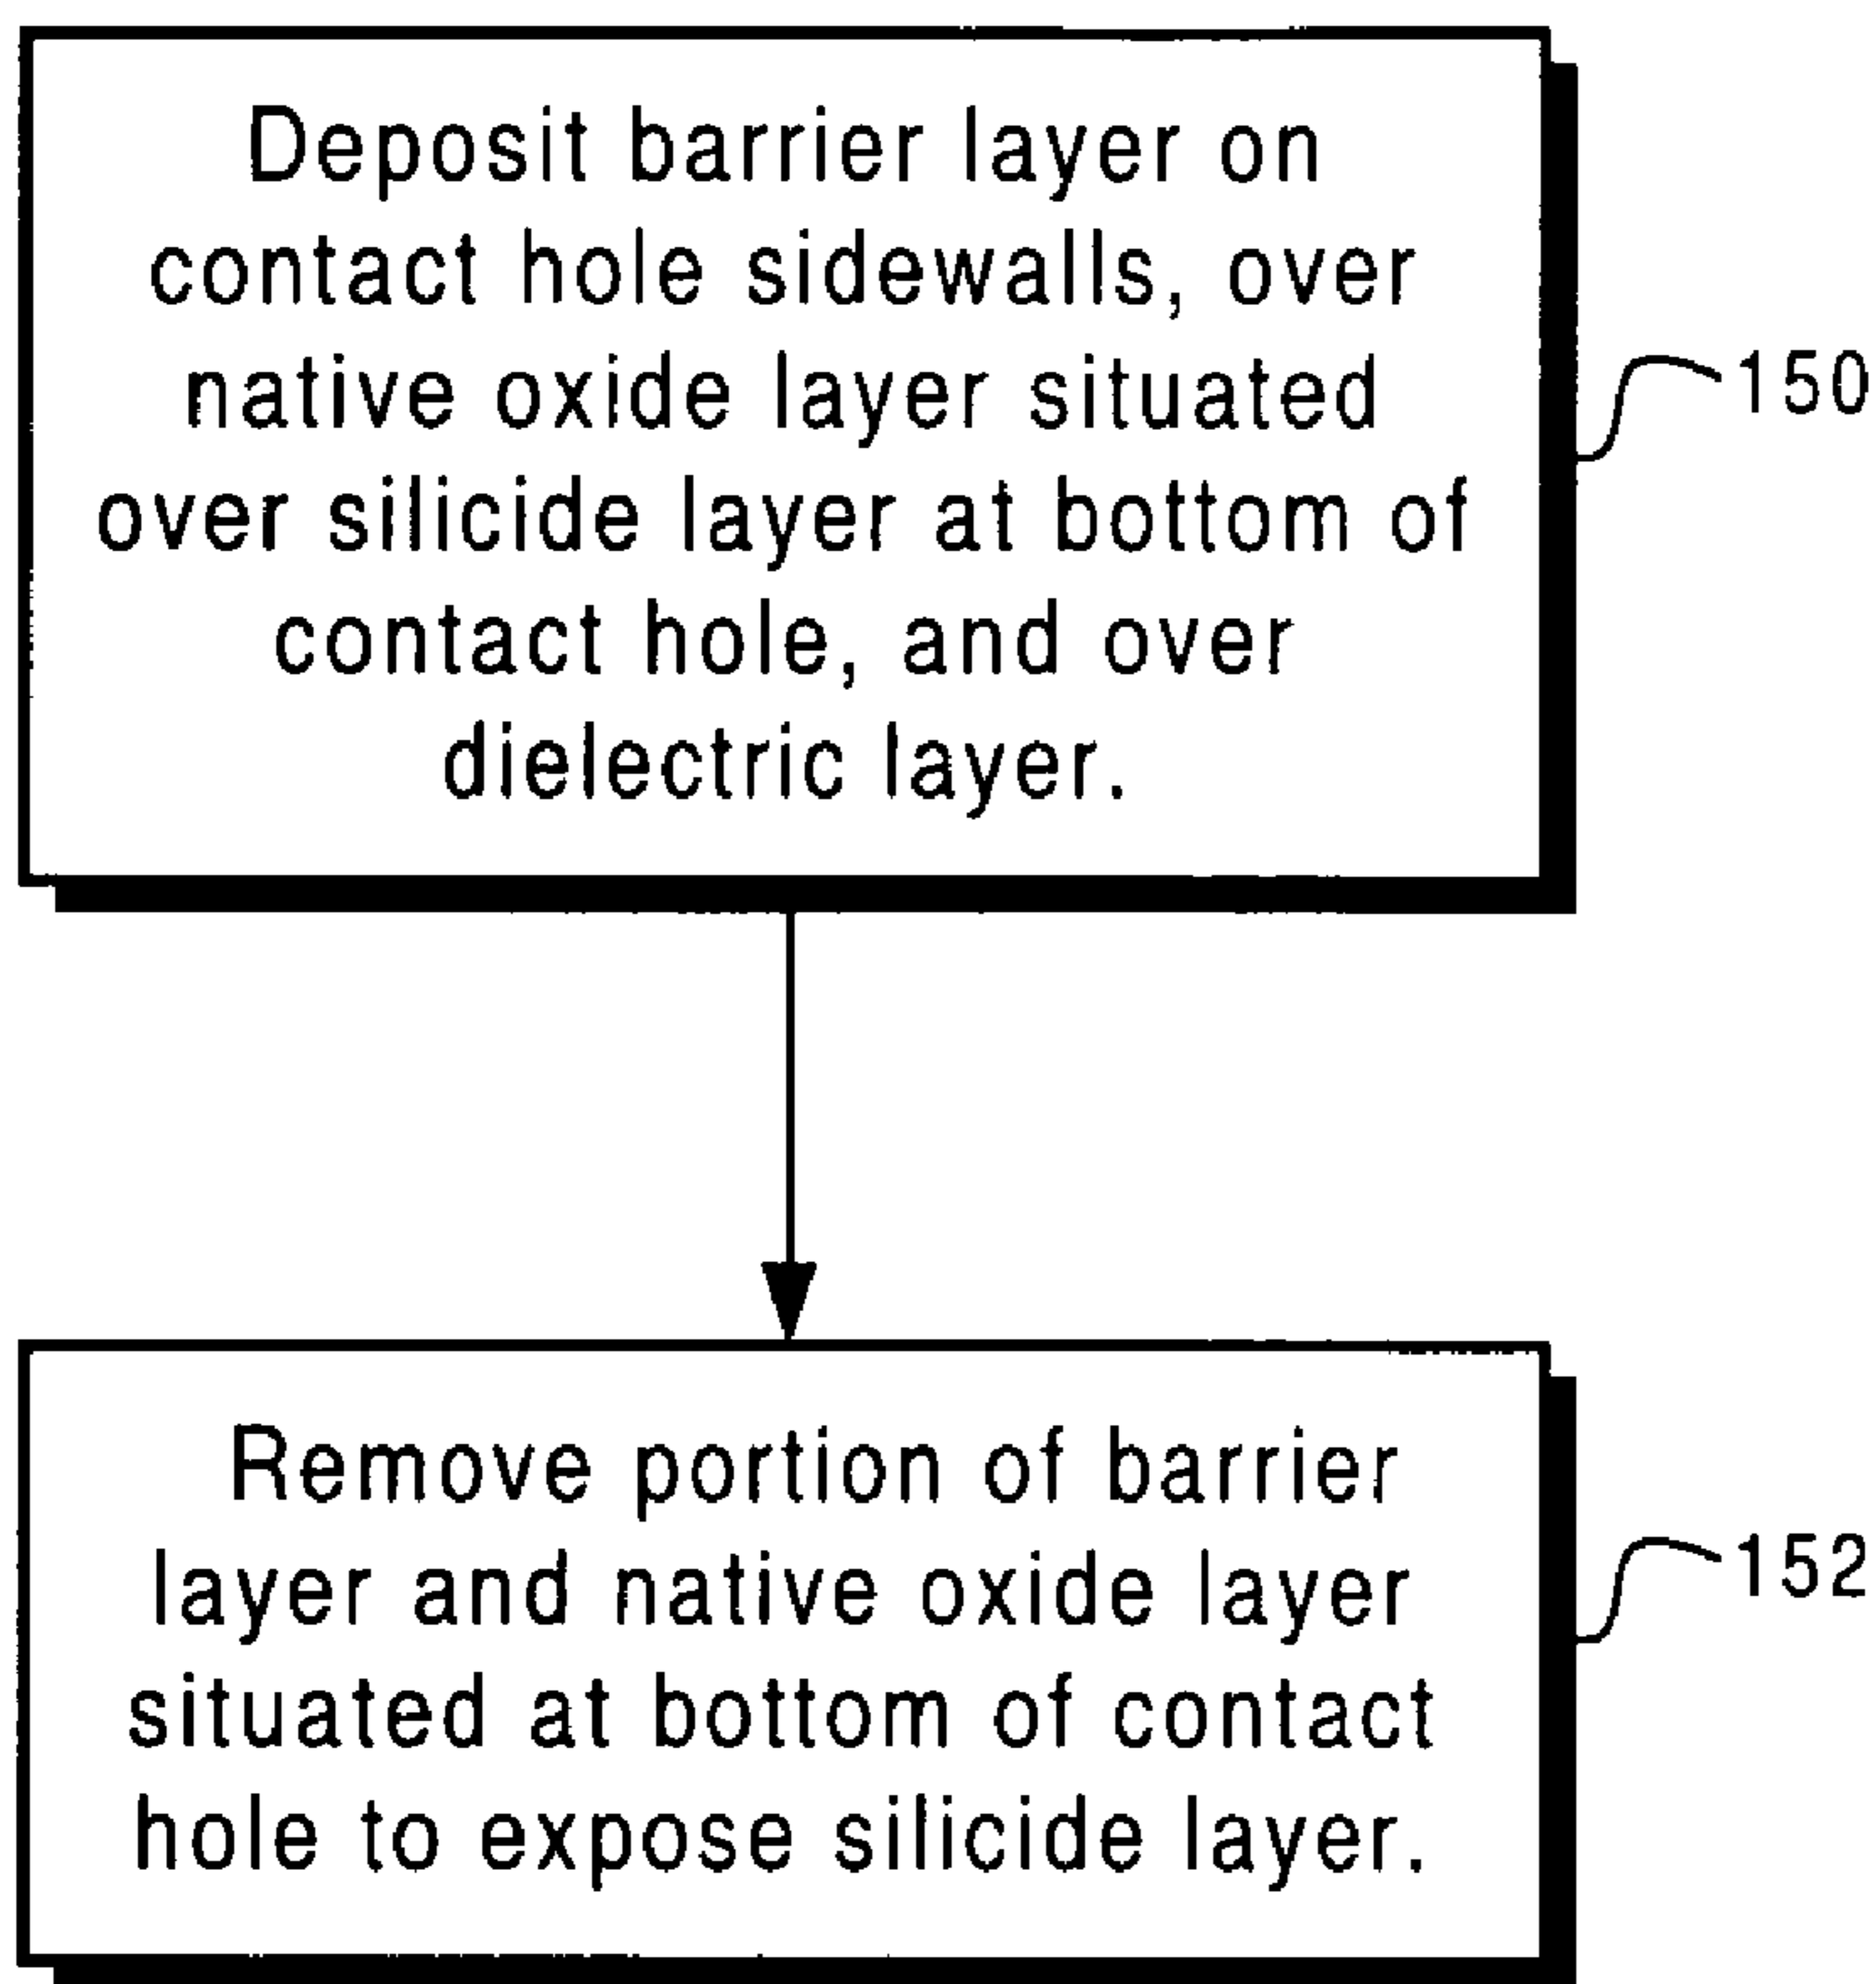 Deposit barrier layer on
contact hole sidewalls, over
native oxide layer situated
over silicide layer at bottom of
contact hole, and over
dielectric layer.
150
Remove portion of barrier
layer and native oxide layer
situated at bottom of contact
hole to expose silicide layer.
152